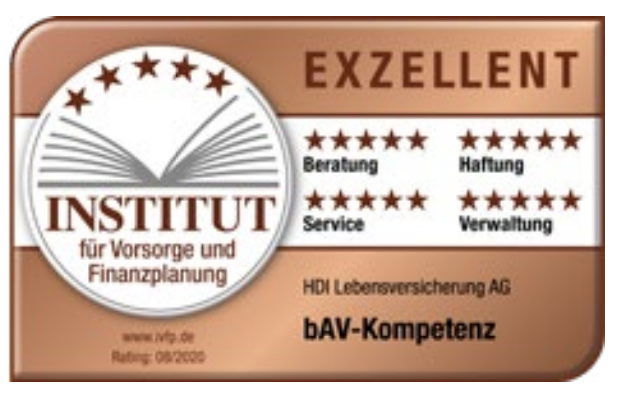 EXZELLENT
Beratung
Haftung
Service
Verwaltung
INSTITUT
für Vorsorge und
Finanzplanung
HDI Lebensversicherung AG
bAV-Kompetenz
www.ivfp.de
Rating: 08/2020